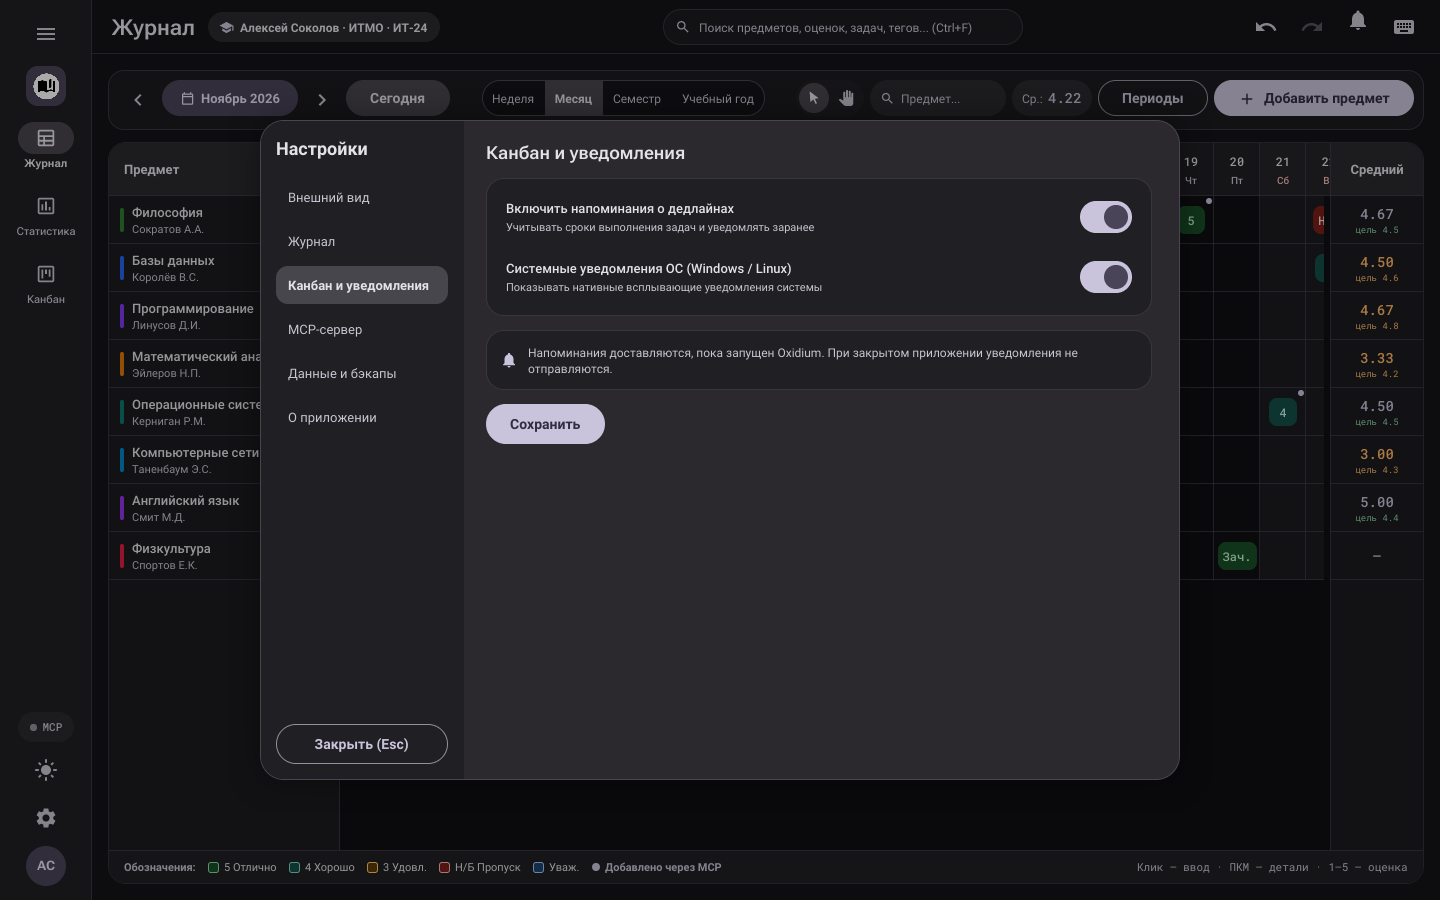 Журнал
Алексей Соколов · ИТМО · ИТ-24
Поиск предметов, оценок, задач, тегов... (Ctrl+F)
Ноябрь 2026
Сегодня
Неделя
Месяц
Семестр
Учебный год
Предмет...
Ср.: 4.22
Периоды
Добавить предмет
Журнал
Статистика
Канбан
MCP
АС
Предмет
19
Чт
20
Пт
21
Сб
Средний
Философия
Сократов А.А.
5
4.67
цель 4.5
Базы данных
Королёв В.С.
4.50
цель 4.6
Программирование
Линусов Д.И.
4.67
цель 4.8
Математический ана
Эйлеров Н.П.
3.33
цель 4.2
Операционные систе
Керниган Р.М.
4
4.50
цель 4.5
Компьютерные сети
Таненбаум Э.С.
3.00
цель 4.3
Английский язык
Смит М.Д.
5.00
цель 4.4
Физкультура
Спортов Е.К.
Зач.
—
Настройки
Внешний вид
Журнал
Канбан и уведомления
MCP-сервер
Данные и бэкапы
О приложении
Закрыть (Esc)
Канбан и уведомления
Включить напоминания о дедлайнах
Учитывать сроки выполнения задач и уведомлять заранее
Системные уведомления ОС (Windows / Linux)
Показывать нативные всплывающие уведомления системы
Напоминания доставляются, пока запущен Oxidium. При закрытом приложении уведомления не
отправляются.
Сохранить
Обозначения:
5 Отлично
4 Хорошо
3 Удовл.
Н/Б Пропуск
Уваж.
Добавлено через MCP
Клик — ввод · ПКМ — детали · 1–5 — оценка